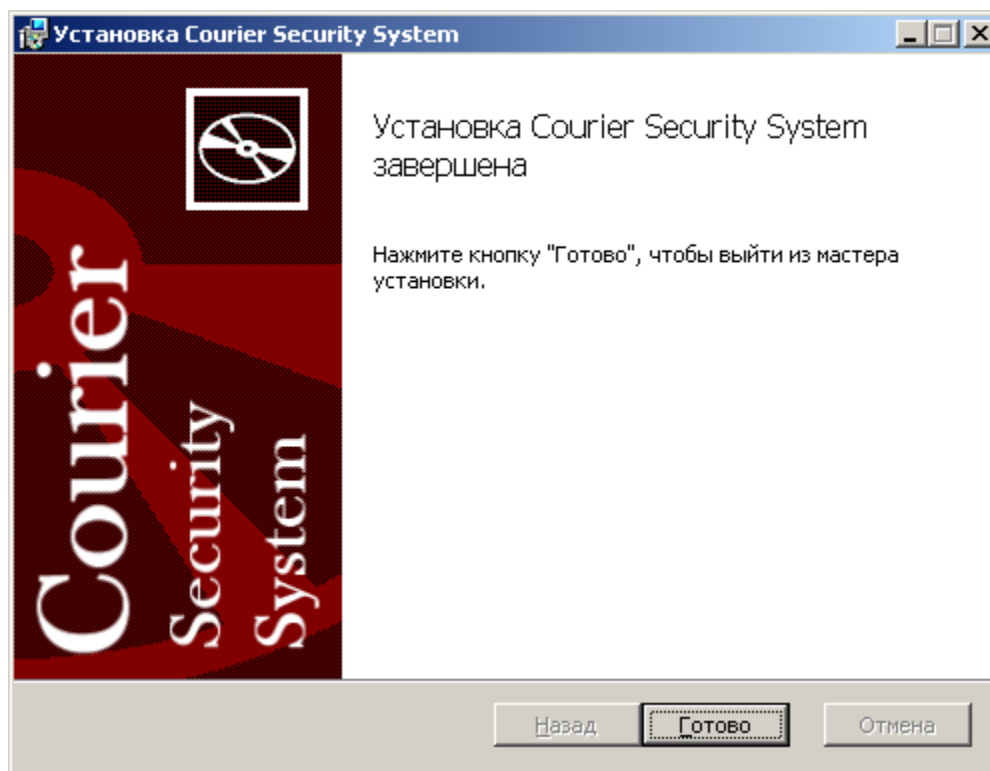 Установка Courier Security System
Courier
Security
System
Установка Courier Security System
завершена
Нажмите кнопку "Готово", чтобы выйти из мастера
установки.
Назад
Готово
Отмена